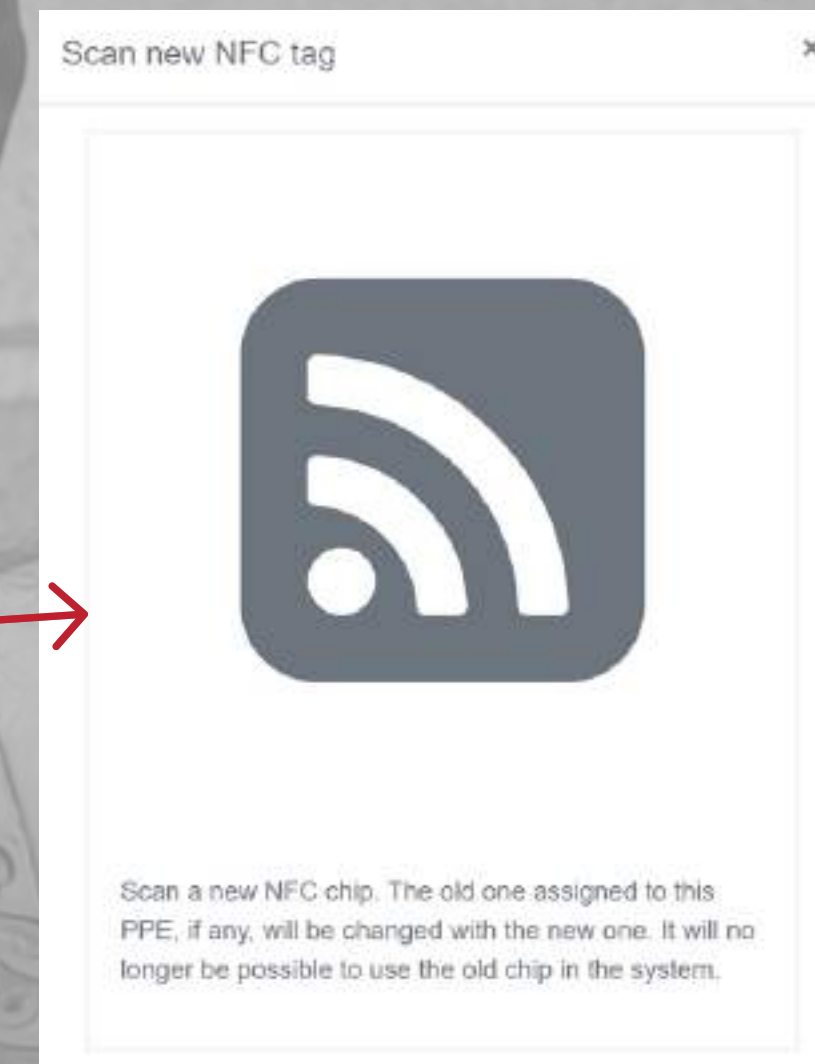 Scan new NFC tag
Scan a new NFC chip. The old one assigned to this
PPE, if any, will be changed with the new one. It will no
longer be possible to use the old chip in the system.